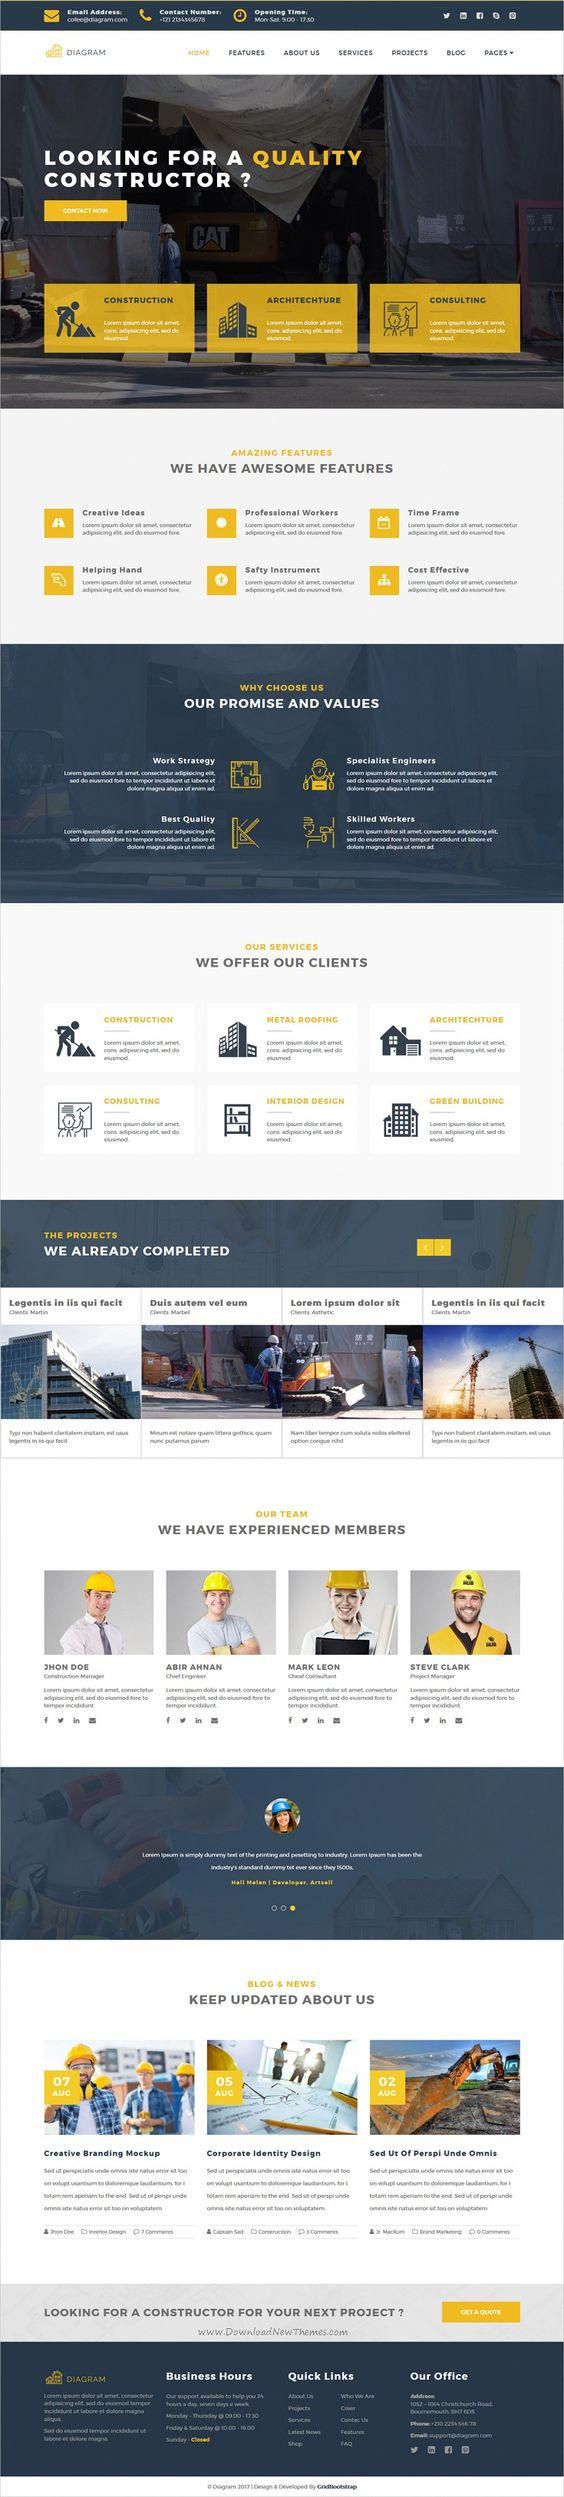 Email Address:
cofee@diagram.com
Contact Number:
+121 2134345678
Opening Time:
Mon-Sat: 9:00 - 17.30
DIAGRAM
HOME FEATURES ABOUT US SERVICES PROJECTS BLOG PAGES
LOOKING FOR A QUALITY
CONSTRUCTOR ?
CONTACT NOW
CAT
CONSTRUCTION
Lorem ipsum dolor sit amet,
cons. adipisicing elit, sed do
eiusmod.
ARCHITECHTURE
Lorem ipsum dolor sit amet,
cons. adipisicing elit, sed do
eiusmod.
CONSULTING
Lorem ipsum dolor sit amet,
cons. adipisicing elit, sed do
eiusmod.
AMAZING FEATURES
WE HAVE AWESOME FEATURES
Creative Ideas
Lorem ipsum dolor sit amet, consectetur
adipisicing elit, sed do eiusmod fore.
Professional Workers
Lorem ipsum dolor sit amet, consectetur
adipisicing elit, sed do eiusmod fore.
Time Frame
Lorem ipsum dolor sit amet, consectetur
adipisicing elit, sed do eiusmod fore.
Helping Hand
Lorem ipsum dolor sit amet, consectetur
adipisicing elit, sed do eiusmod fore.
Safty Instrument
Lorem ipsum dolor sit amet, consectetur
adipisicing elit, sed do eiusmod fore.
Cost Effective
Lorem ipsum dolor sit amet, consectetur
adipisicing elit, sed do eiusmod fore.
WHY CHOOSE US
OUR PROMISE AND VALUES
Work Strategy
Lorem ipsum dolor sit amet, consectetur adipisicing elit,
sed do eiusmod to fore tempor incididunt ut labore et
dolore magna aliqua ut enim ad.
Specialist Engineers
Lorem ipsum dolor sit amet, consectetur adipisicing elit,
sed do eiusmod to fore tempor incididunt ut labore et
dolore magna aliqua ut enim ad.
Best Quality
Lorem ipsum dolor sit amet, consectetur adipisicing elit,
sed do eiusmod to fore tempor incididunt ut labore et
dolore magna aliqua ut enim ad.
Skilled Workers
Lorem ipsum dolor sit amet, consectetur adipisicing elit,
sed do eiusmod to fore tempor incididunt ut labore et
dolore magna aliqua ut enim ad.
OUR SERVICES
WE OFFER OUR CLIENTS
CONSTRUCTION
Lorem ipsum dolor sit amet,
cons. adipisicing elit, sed do
eiusmod.
METAL ROOFING
Lorem ipsum dolor sit amet,
cons. adipisicing elit, sed do
eiusmod.
ARCHITECHTURE
Lorem ipsum dolor sit amet,
cons. adipisicing elit, sed do
eiusmod.
CONSULTING
Lorem ipsum dolor sit amet,
cons. adipisicing elit, sed do
eiusmod.
INTERIOR DESIGN
Lorem ipsum dolor sit amet,
cons. adipisicing elit, sed do
eiusmod.
GREEN BUILDING
Lorem ipsum dolor sit amet,
cons. adipisicing elit, sed do
eiusmod.
THE PROJECTS
WE ALREADY COMPLETED
Legentis in iis qui facit
Clients: Martin
Typi non habent claritatem insitam; est usus
legentis in iis qui facit
Duis autem vel eum
Clients: Marbel
Mirum est notare quam littera gothica, quam
nunc putamus parum
Lorem ipsum dolor sit
Clients: Asthetic
Nam liber tempor cum soluta nobis eleifend
option congue nihil
Legentis in iis qui facit
Clients: Martin
Typi non habent claritatem insitam; est usus
legentis in iis qui facit
OUR TEAM
WE HAVE EXPERIENCED MEMBERS
JHON DOE
Construction Manager
Lorem ipsum dolor sit amet, consectetur
adipisicing elit, sed do eiusmod fore to
tempor incididunt.
ABIR AHNAN
Chief Engineer
Lorem ipsum dolor sit amet, consectetur
adipisicing elit, sed do eiusmod fore to
tempor incididunt.
MARK LEON
Cheaf Colnsultant
Lorem ipsum dolor sit amet, consectetur
adipisicing elit, sed do eiusmod fore to
tempor incididunt.
HUB
STEVE CLARK
Project Manager
Lorem ipsum dolor sit amet, consectetur
adipisicing elit, sed do eiusmod fore to
tempor incididunt.
Lorem Ipsum is simply dummy text of the printing and pesetting to industry. Lorem Ipsum has been the
industry's standard dummy tet ever since they 1500s,
Hall Molan | Developer, Artsell
BLOG & NEWS
KEEP UPDATED ABOUT US
07
AUG
Creative Branding Mockup
Sed ut perspiciatis unde omnis iste natus error sit tox
on volupt usantium to doloremque laudantium, for I
totam rem aperiam to the end. Sed ut of perspi unde
omnis iste natus error sit tox on voluptatem
Jhon Doe Interior Design 7 Comments
05
AUG
Corporate Identity Design
Sed ut perspiciatis unde omnis iste natus error sit tox
on volupt usantium to doloremque laudantium, for I
totam rem aperiam to the end. Sed ut of perspi unde
omnis iste natus error sit tox on voluptatem
Captain Sad Construction 3 Comments
02
AUG
Sed Ut Of Perspi Unde Omnis
Sed ut perspiciatis unde omnis iste natus error sit tox
on volupt usantium to doloremque laudantium, for I
totam rem aperiam to the end. Sed ut of perspi unde
omnis iste natus error sit tox on voluptatem
Jr. Macllum Brand Marketing 0 Comments
LOOKING FOR A CONSTRUCTOR FOR YOUR NEXT PROJECT ?
GET A QUOTE
www.DownloadNewThemes.com
DIAGRAM
Lorem ipsum dolor sit amet, consectetur
adipisicing elit, sed do eiusmod tempor
incididunt ut labore et dolore magna
aliqua.
Sed do eiusmod tempor incididunt ut
labore et dolore magna.
Business Hours
Our support available to help you 24
hours a day, seven days a week.
Monday - Thursday @ 09.00 - 17.30
Friday & Saturday @ 10.00 - 16.00
Sunday - Closed
Quick Links
About Us
Projects
Services
Latest News
Shop
Who We Are
Creer
Contac Us
Features
FAQ
Our Office
Address:
1052 - 1054 Christchurch Road,
Bournemouth, BH7 6DS
Phone: +210 2234 546 78
Email: support@diagram.com
© Diagram 2017 | Design & Developed By GridBootstrap